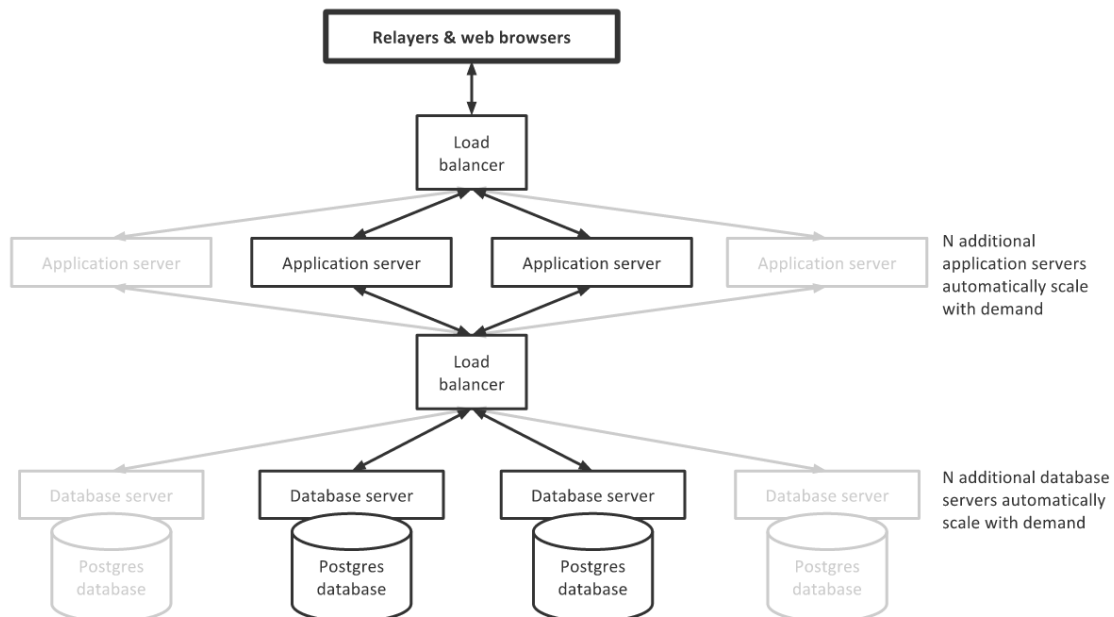 Relayers & web browsers
Load
balancer
Application server
Application server
Application server
Application server
N additional
application servers
automatically scale
with demand
Load
balancer
Database server
Database server
Database server
Database server
N additional database
servers automatically
scale with demand
Postgres
database
Postgres
database
Postgres
database
Postgres
database